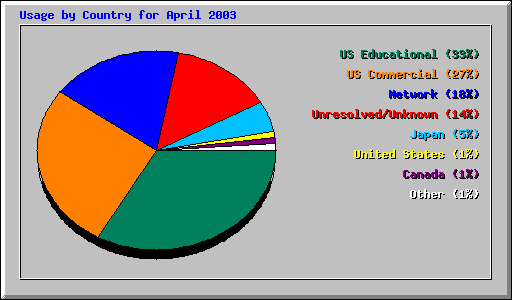 Usage by Country for April 2003
US Educational (33%)
US Commercial (27%)
Network (18%)
Unresolved/Unknown (14%)
Japan (5%)
United States (1%)
Canada (1%)
Other (1%)